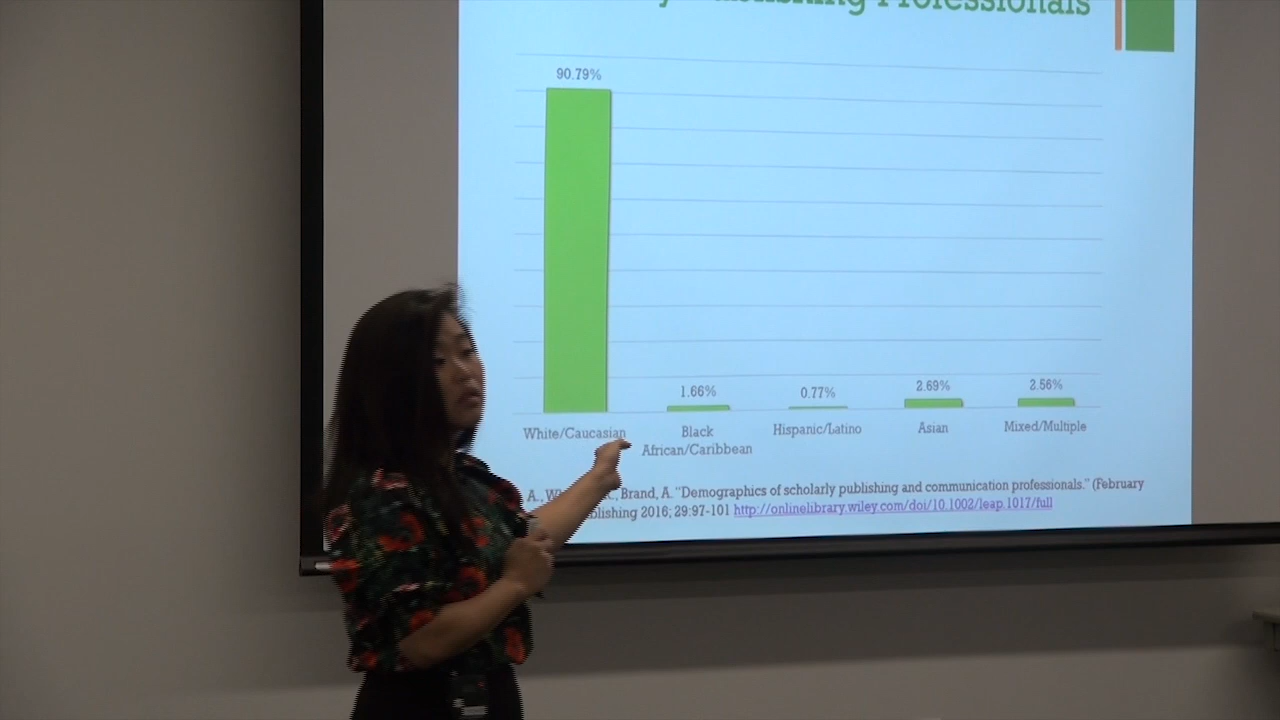 Publishing Professionals
90.79%
1.66%
0.77%
2.69%
2.56%
White/Caucasian
Black
African/Caribbean
Hispanic/Latino
Asian
Mixed/Multiple
A., Brand, A. "Demographics of scholarly publishing and communication professionals." (February
2016; 29:97-101 http://onlinelibrary.wiley.com/doi/10.1002/leap.1017/full